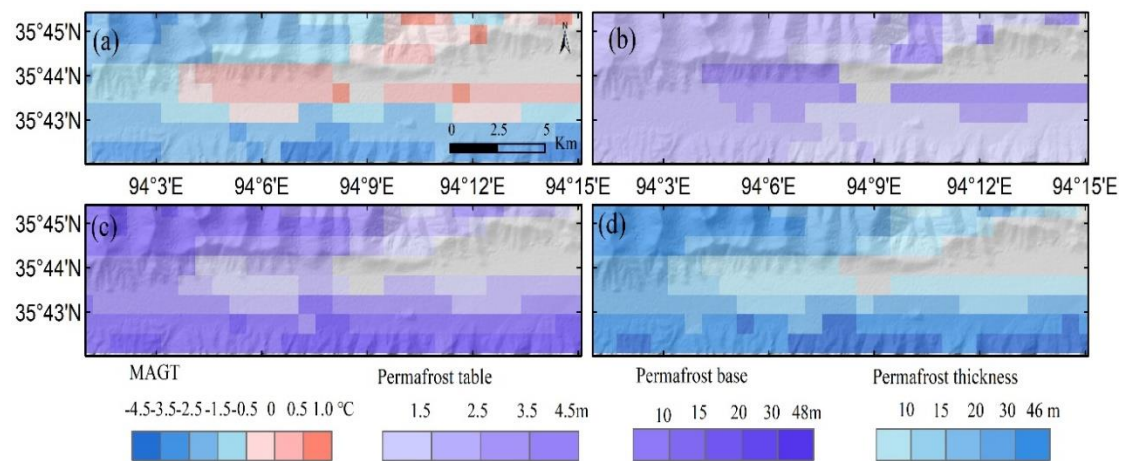 35°45'N (a) N (b)
35°44'N
35°43'N 0 2.5 5 Km
94°3'E 94°6'E 94°9'E 94°12'E 94°15'E 94°3'E 94°6'E 94°9'E 94°12'E 94°15'E
35°45'N (c) (d)
35°44'N
35°43'N
MAGT Permafrost table Permafrost base Permafrost thickness
-4.5-3.5-2.5 -1.5-0.5 0 0.5 1.0 ℃ 1.5 2.5 3.5 4.5m 10 15 20 30 48m 10 15 20 30 46 m